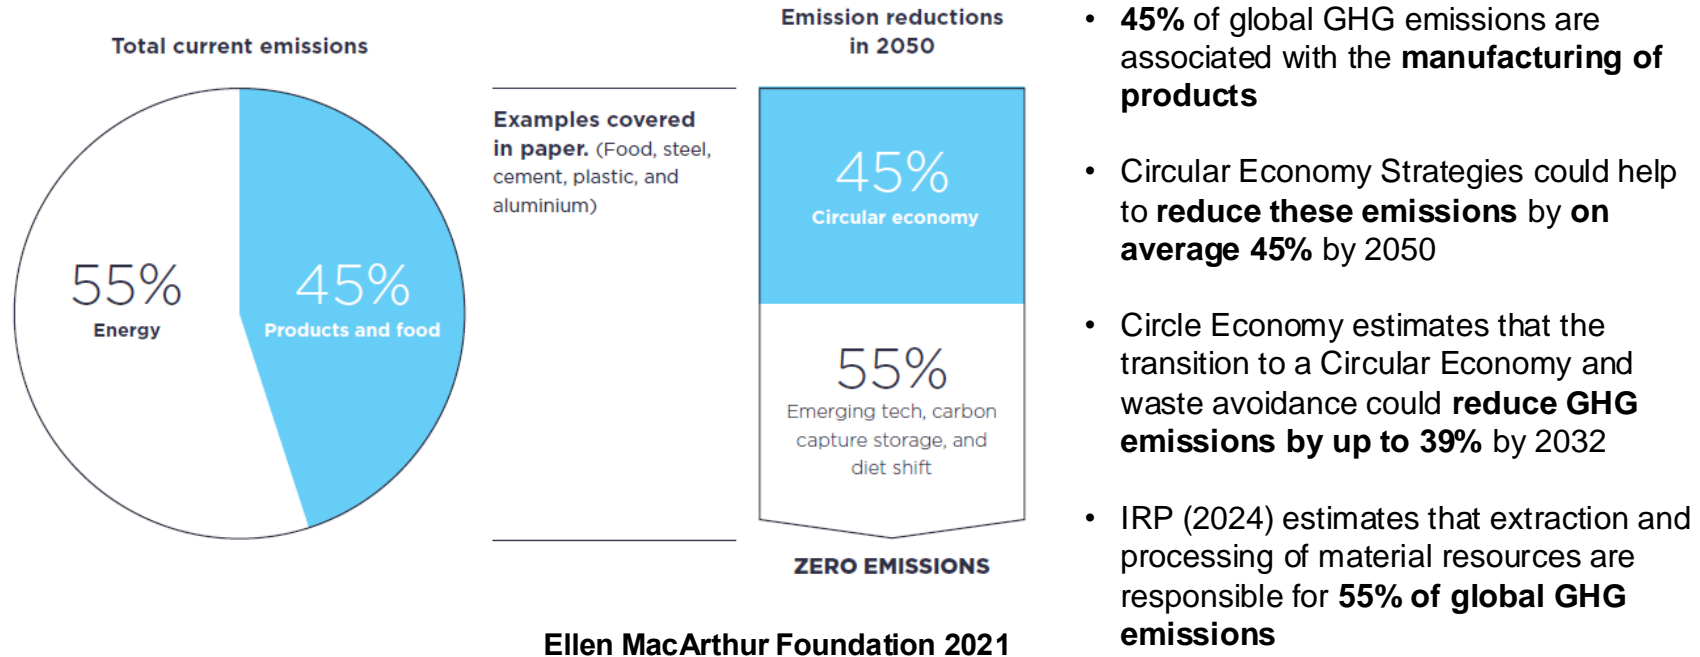 Total current emissions
55%
Energy
45%
Products and food
Examples covered
in paper. (Food, steel,
cement, plastic, and
aluminium)
Emission reductions
in 2050
45%
Circular economy
55%
Emerging tech, carbon
capture storage, and
diet shift
ZERO EMISSIONS
Ellen MacArthur Foundation 2021
• 45% of global GHG emissions are
associated with the manufacturing of
products
• Circular Economy Strategies could help
to reduce these emissions by on
average 45% by 2050
• Circle Economy estimates that the
transition to a Circular Economy and
waste avoidance could reduce GHG
emissions by up to 39% by 2032
• IRP (2024) estimates that extraction and
processing of material resources are
responsible for 55% of global GHG
emissions